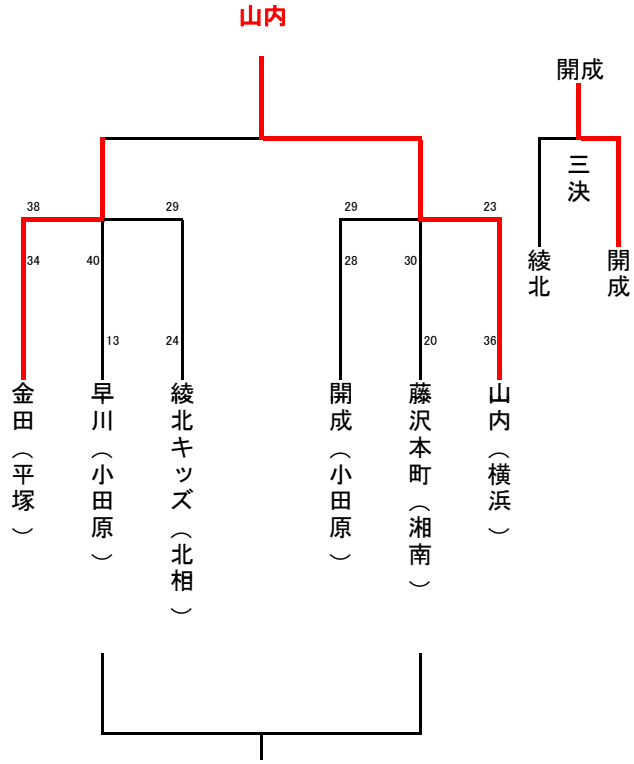 山内
開成
三決
38
29
29
23
綾北
開成
34
40
28
30
13
24
20
36
金田（平塚）
早川（小田原）
綾北キッズ（北相）
開成（小田原）
藤沢本町（湘南）
山内（横浜）